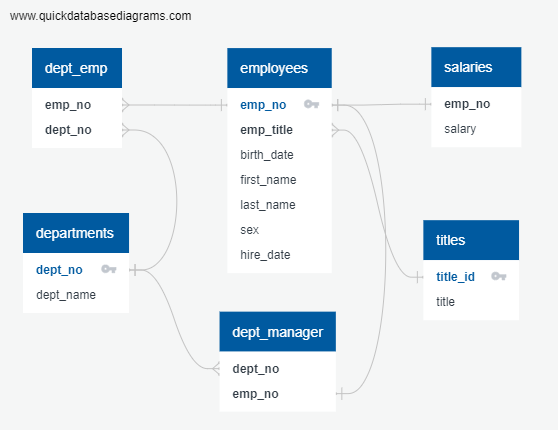 www.quickdatabasediagrams.com
dept_emp
emp_no
dept_no
employees
emp_no
emp_title
birth_date
first_name
last_name
sex
hire_date
salaries
emp_no
salary
departments
dept_no
dept_name
titles
title_id
title
dept_manager
dept_no
emp_no